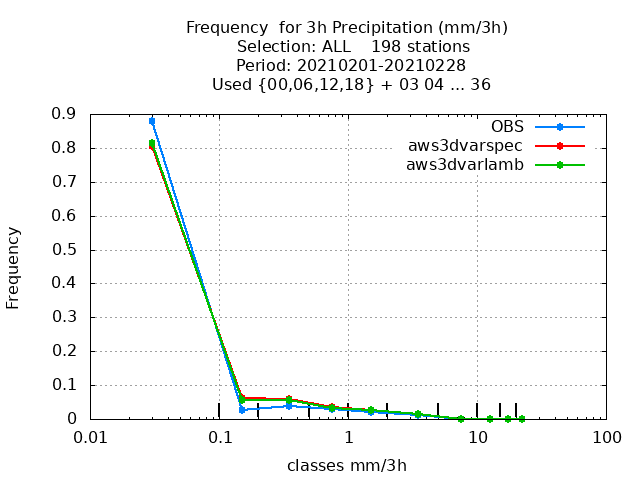 Frequency  for 3h Precipitation (mm/3h)
Selection: ALL    198 stations
Period: 20210201-20210228
Used {00,06,12,18} + 03 04 ... 36
OBS
aws3dvarspec
aws3dvarlamb
Frequency
0.9
0.8
0.7
0.6
0.5
0.4
0.3
0.2
0.1
0
0.01 0.1 1 10 100
classes mm/3h